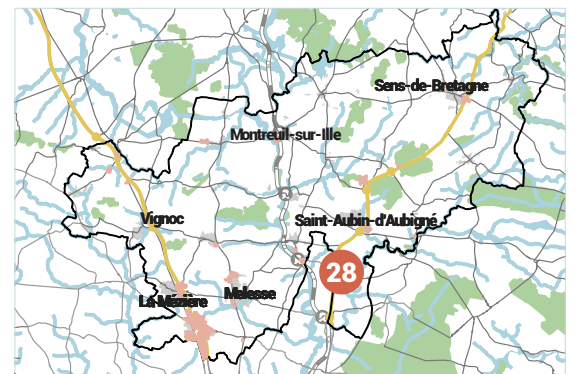 Sens-de-Bretagne
Montreuil-sur-Ille
Vignoc
Saint-Aubin-d'Aubigné
28
La Mézière
Melesse